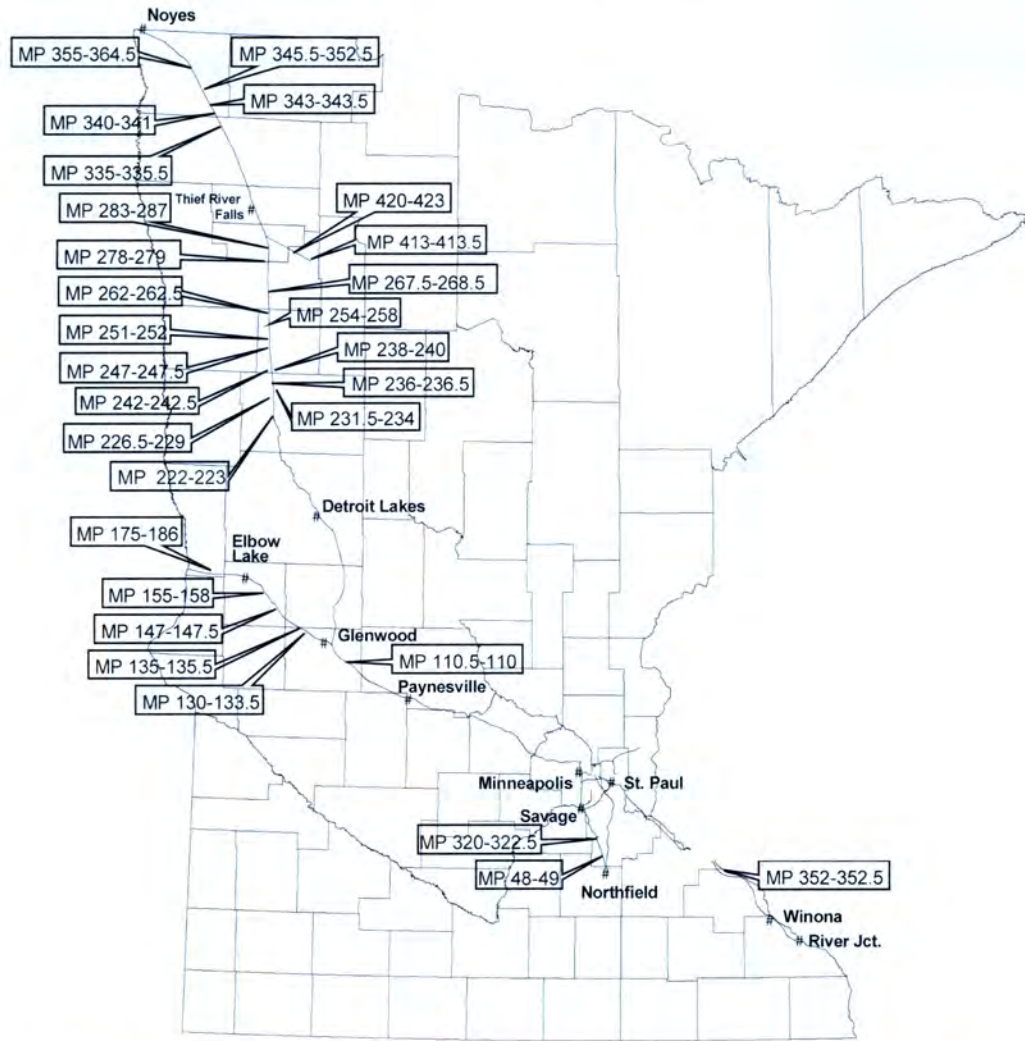 Noyes
MP 355-364.5
MP 345.5-352.5
MP 343-343.5
MP 340-341
MP 335-335.5
Thief River
Falls
MP 283-287
MP 420-423
MP 278-279
MP 413-413.5
MP 262-262.5
MP 267.5-268.5
MP 251-252
MP 254-258
MP 247-247.5
MP 238-240
MP 242-242.5
MP 236-236.5
MP 226.5-229
MP 231.5-234
MP 222-223
Detroit Lakes
MP 175-186
Elbow
Lake
MP 155-158
MP 147-147.5
Glenwood
MP 135-135.5
MP 110.5-110
MP 130-133.5
Paynesville
Minneapolis
St. Paul
Savage
MP 320-322.5
MP 48-49
Northfield
MP 352-352.5
Winona
River Jct.